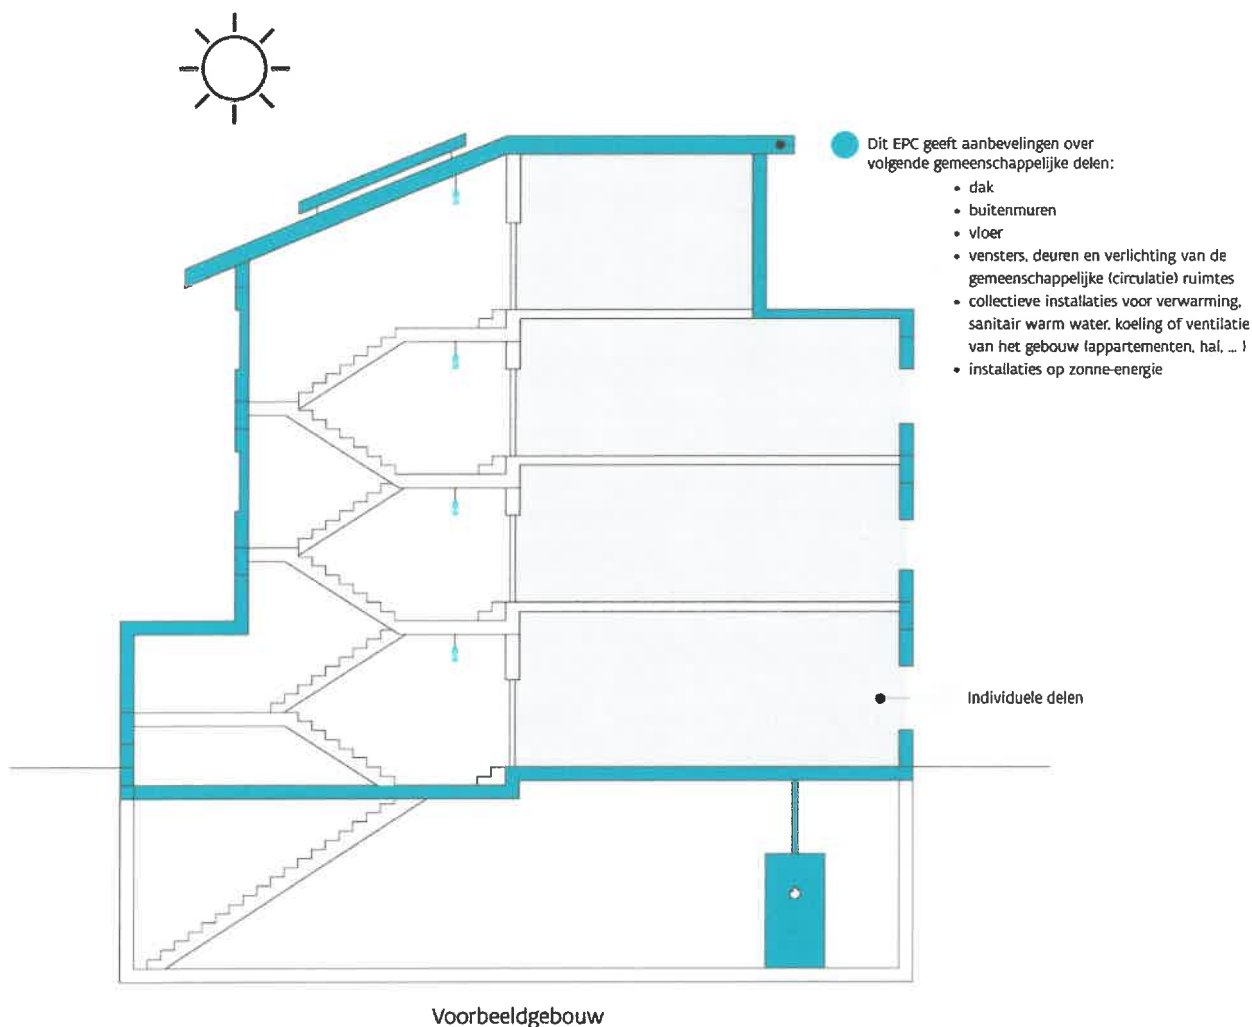 Dit EPC geeft aanbevelingen over
volgende gemeenschappelijke delen:
• dak
• buitenmuren
• vloer
• vensters, deuren en verlichting van de
gemeenschappelijke (circulatie) ruimtes
• collectieve installaties voor verwarming,
sanitair warm water, koeling of ventilatie
van het gebouw (appartementen, hal, ... )
• installaties op zonne-energie
Individuele delen
Voorbeeldgebouw